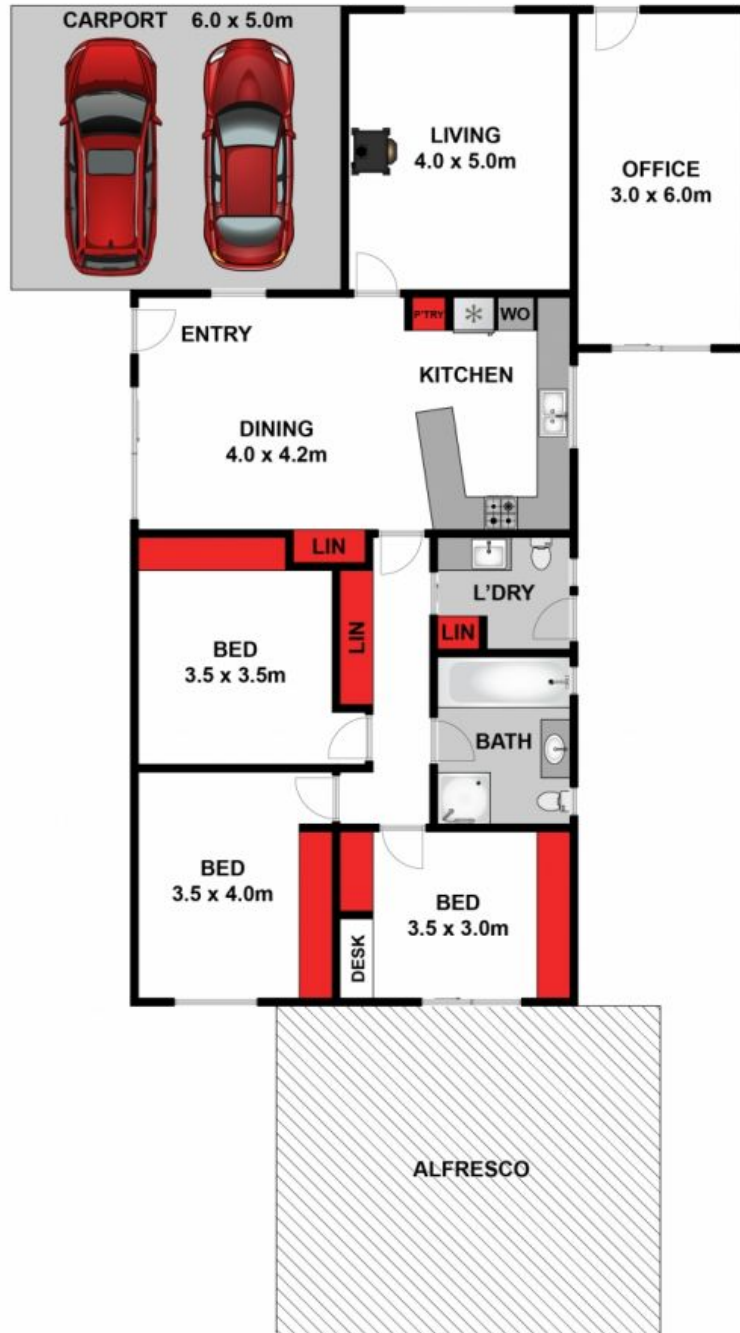 CARPORT 6.0 x 5.0m
LIVING
4.0 x 5.0m
OFFICE
3.0 x 6.0m
P'TRY
WO
ENTRY
KITCHEN
DINING
4.0 x 4.2m
LIN
L'DRY
LIN
LIN
BED
3.5 x 3.5m
BATH
BED
3.5 x 4.0m
BED
3.5 x 3.0m
DESK
ALFRESCO